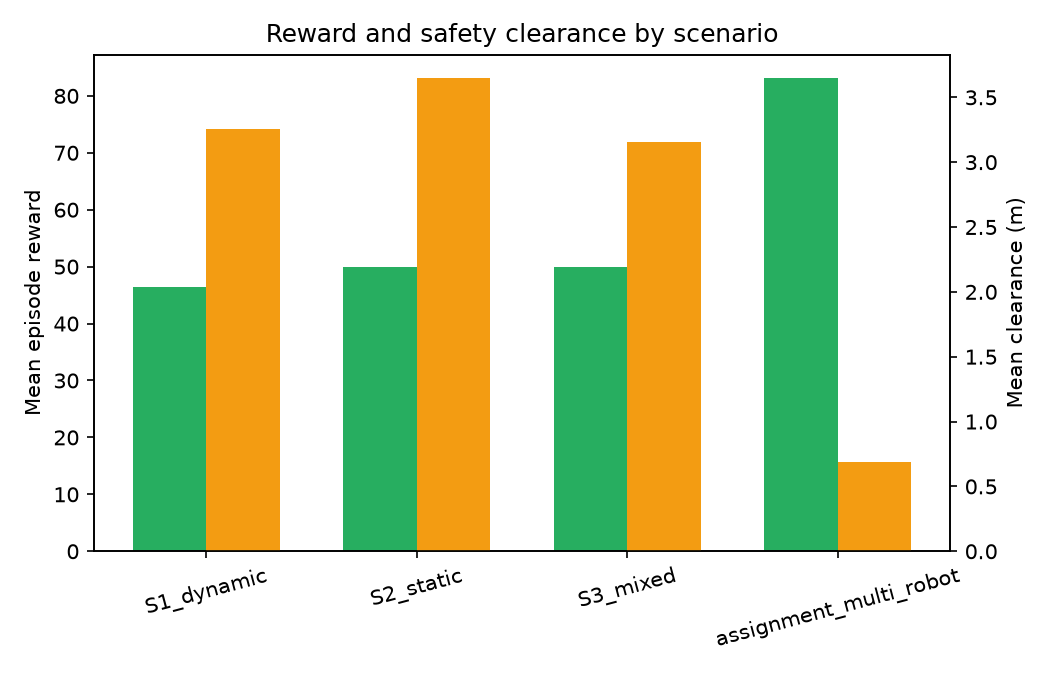 Reward and safety clearance by scenario
Mean episode reward
80
70
60
50
40
30
20
10
0
3.5
3.0
2.5
2.0
1.5
1.0
0.5
0.0
Mean clearance (m)
S1_dynamic
S2_static
S3_mixed
assignment_multi_robot